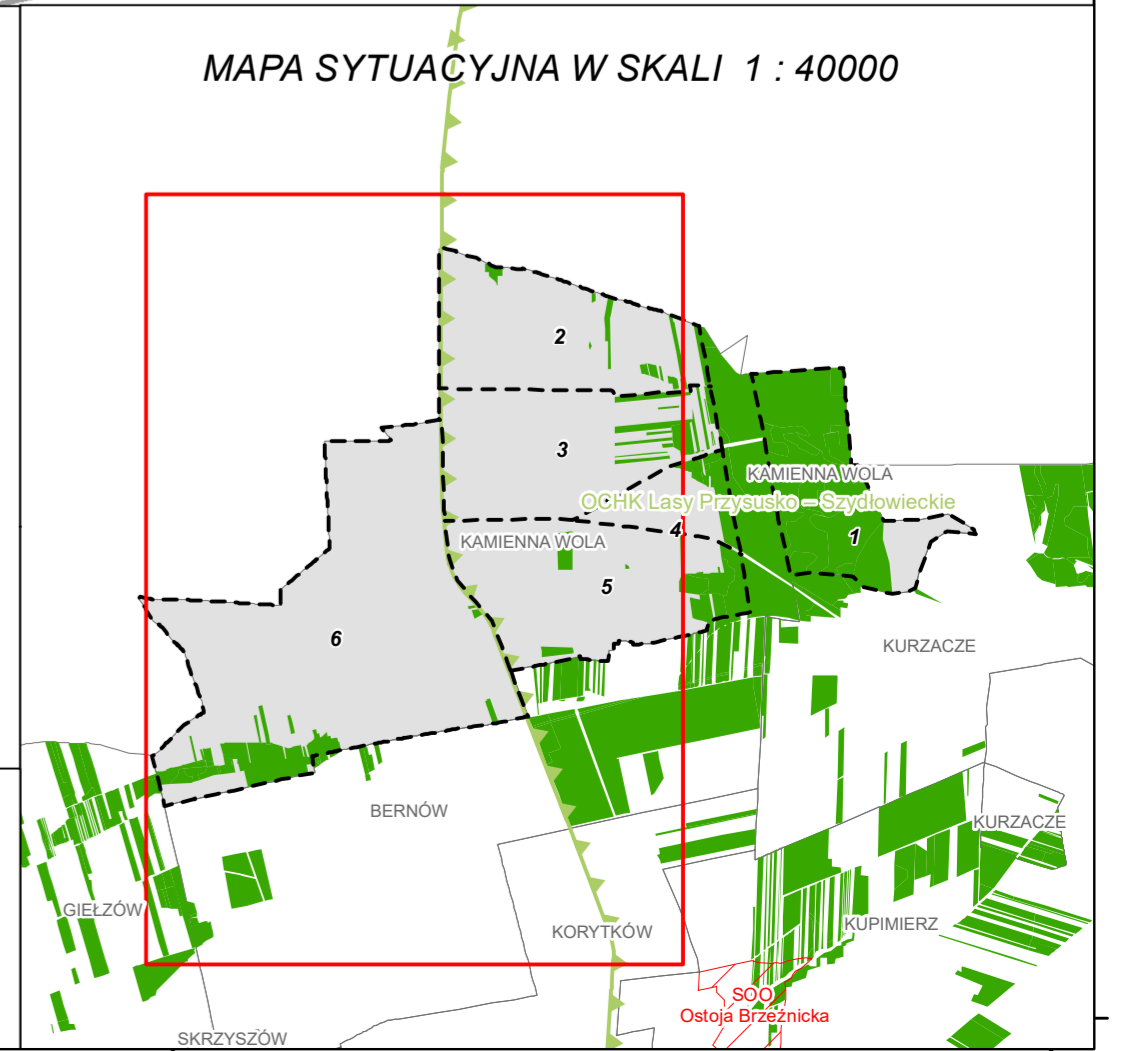 MAPA SYTUACYJNA W SKALI 1 : 40000
2
3
KAMIENNA WOLA
OCHK Lasy Przysusko – Szydłowieckie
4
1
KAMIENNA WOLA
5
6
KURZACZE
BERNÓW
KURZACZE
GIEŁZÓW
KORYTKÓW
KUPIMIERZ
SOO
Ostoja Brzeźnicka
SKRZYSZÓW